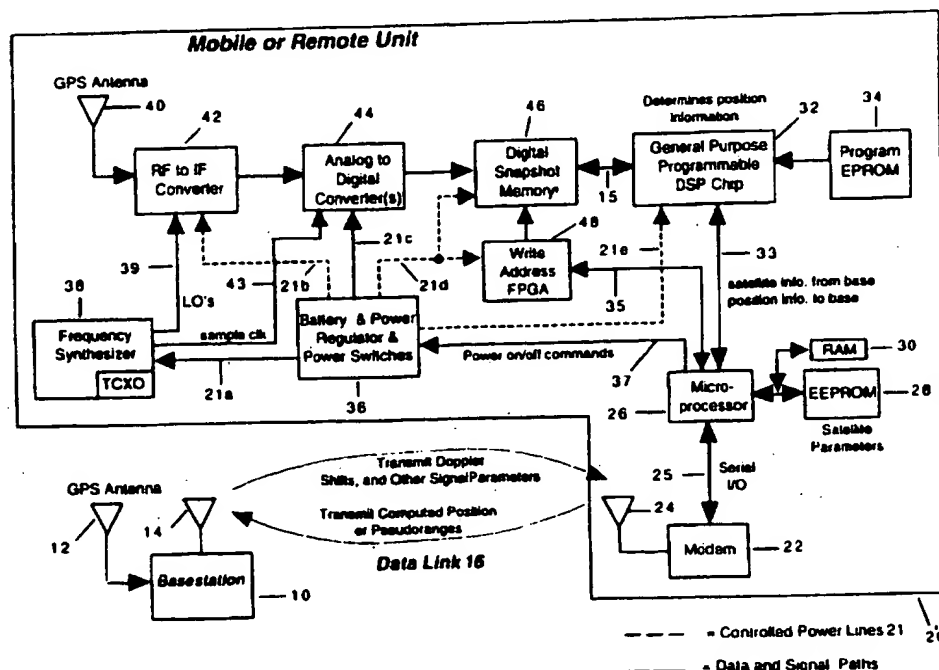 Mobile or Remote Unit
GPS Antenna
40
42
RF to IF
Converter
44
Analog to
Digital
Converter(s)
46
Digital
Snapshot
Memory
Determines position
information
32
General Purpose
Programmable
DSP Chip
34
Program
EPROM
15
48
Write
Address
FPGA
39
43
21b
21c
21d
21e
35
33
satellite info. from base
position info. to base
38
LO's
Frequency
Synthesizer
TCXO
sample clk
21a
Battery & Power
Regulator &
Power Switches
36
Power on/off commands
37
26
Micro-
processor
RAM
30
EEPROM
28
Satellite
Parameters
25
Serial
I/O
24
Modem
22
Transmit Doppler
Shifts, and Other Signal Parameters
Transmit Computed Position
or Pseudoranges
Data Link 16
GPS Antenna
12
14
Basestation
10
= Controlled Power Lines 21
= Data and Signal Paths